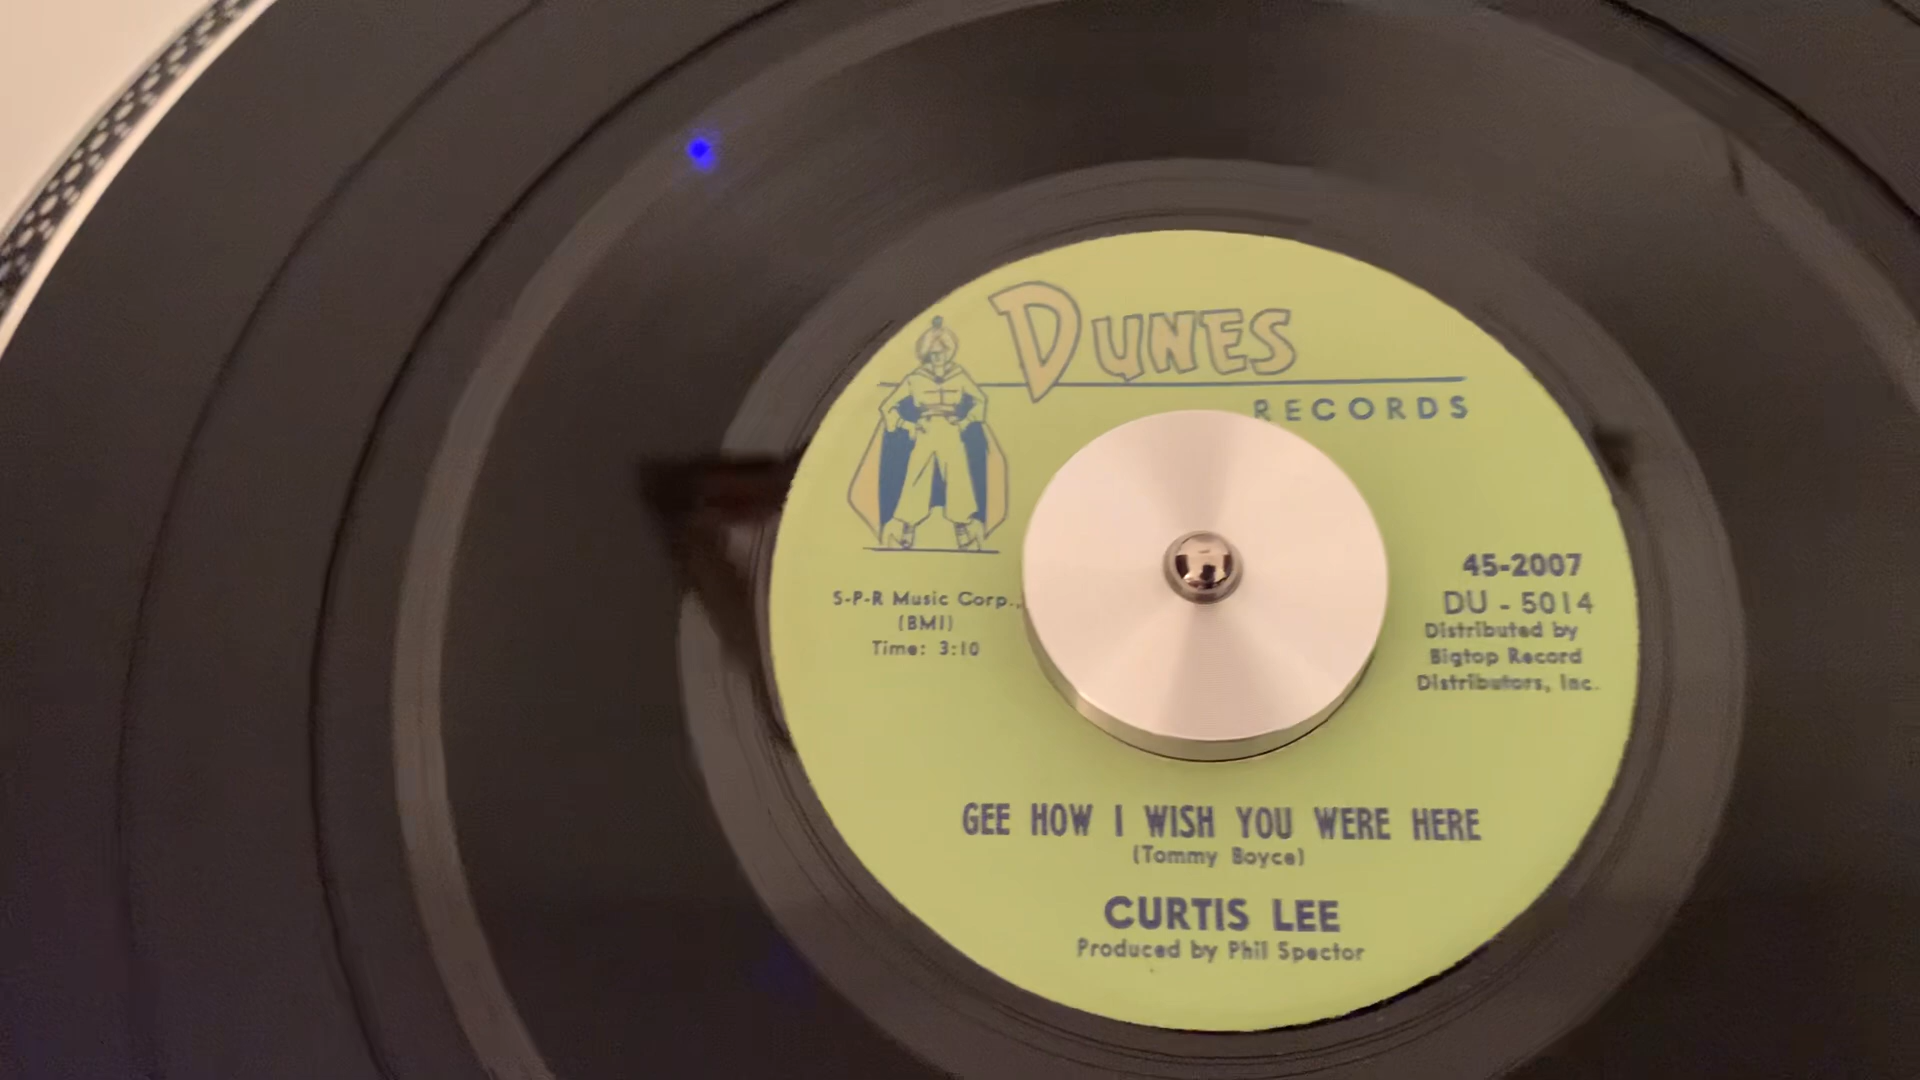 DUNES
RECORDS
S-P-R Music Corp.,
(BMI)
Time: 3:10
45-2007
DU - 5014
Distributed by
Bigtop Record
Distributors, Inc.
GEE HOW I WISH YOU WERE HERE
(Tommy Boyce)
CURTIS LEE
Produced by Phil Spector